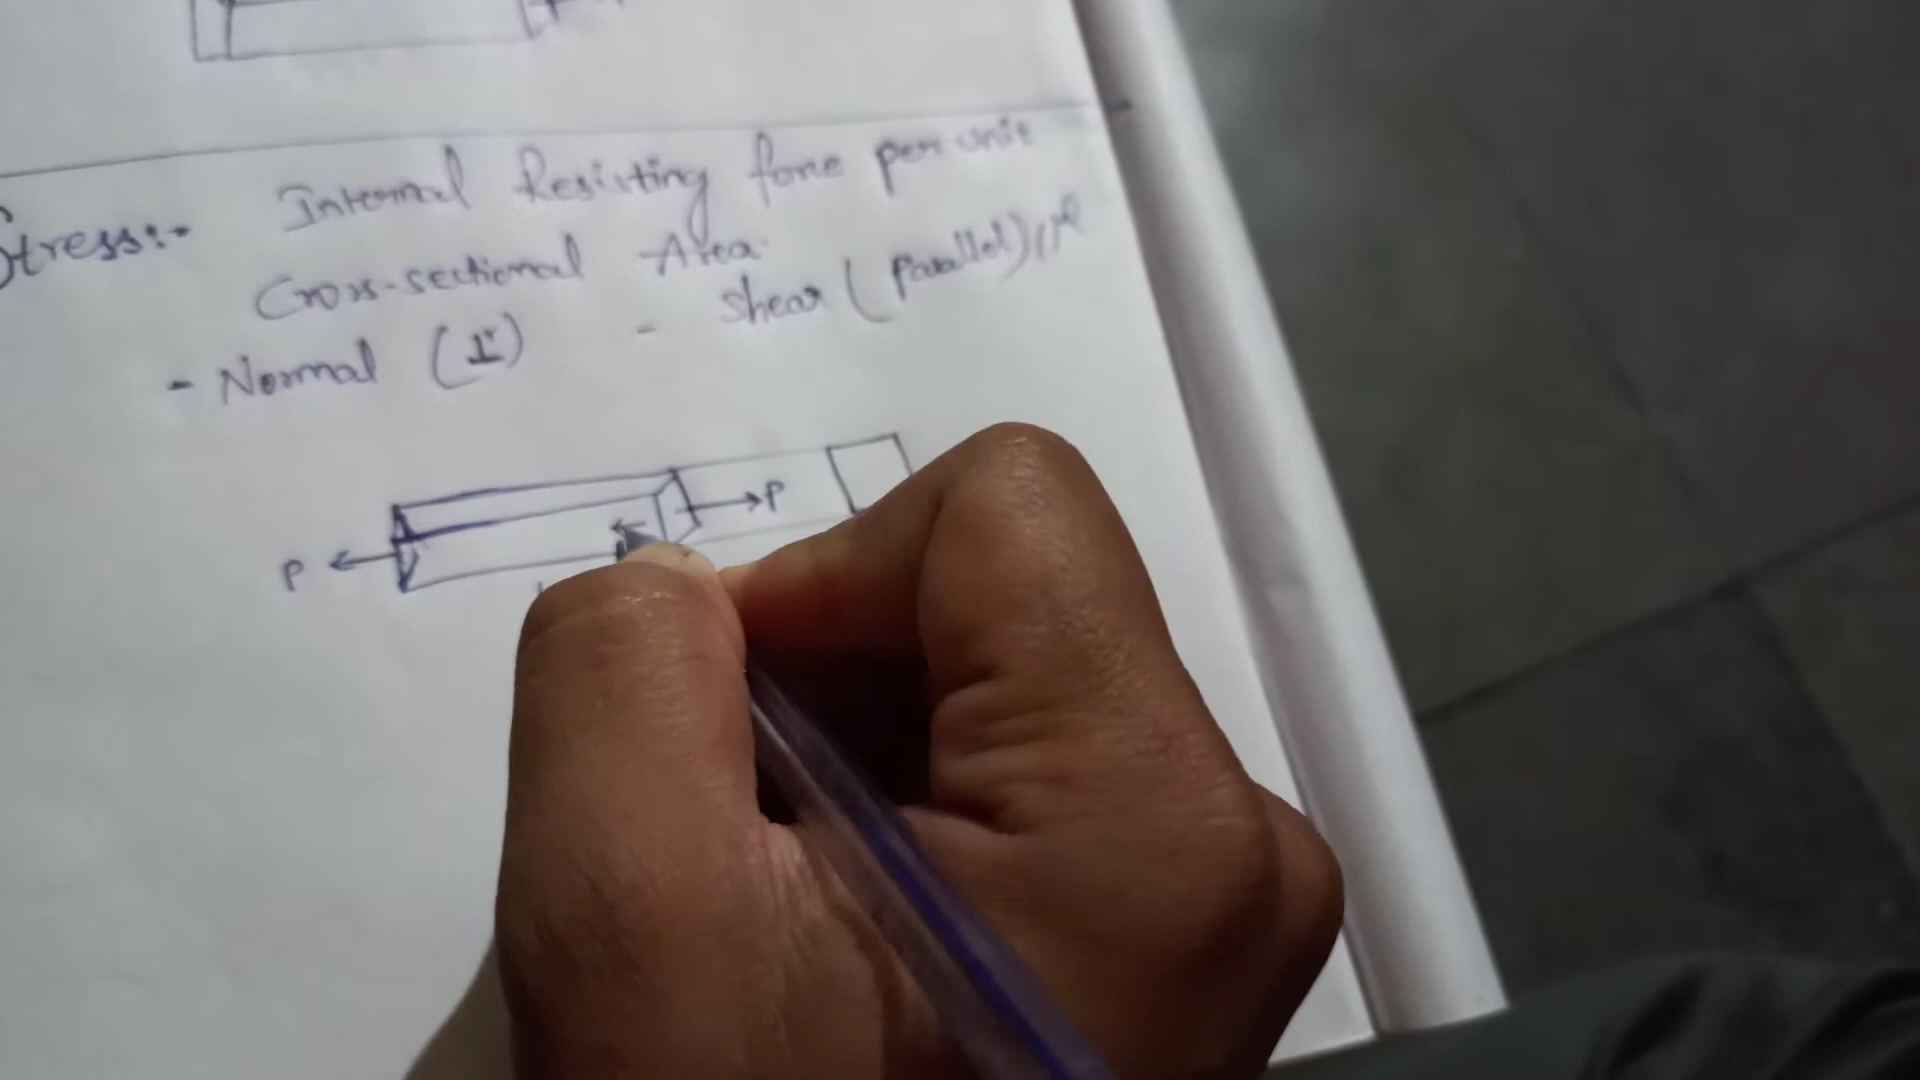 Stress:- Internal Resisting force per unit
Cross-sectional Area.
- Normal (⊥r) - Shear (parallel),
P P